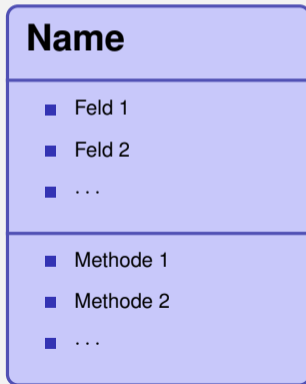 Name
Feld 1
Feld 2
. . .
Methode 1
Methode 2
. . .